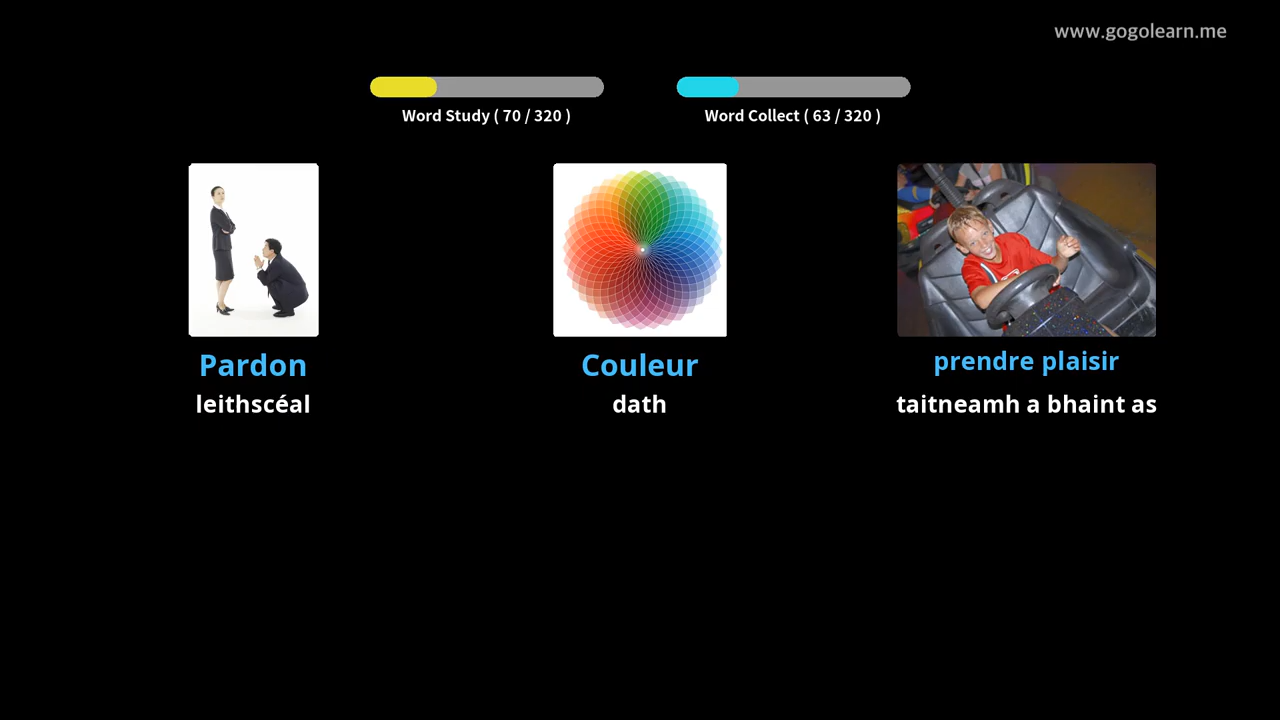 www.gogolearn.me
Word Study ( 70 / 320 )
Word Collect ( 63 / 320 )
Pardon
leithscéal
Couleur
dath
prendre plaisir
taitneamh a bhaint as